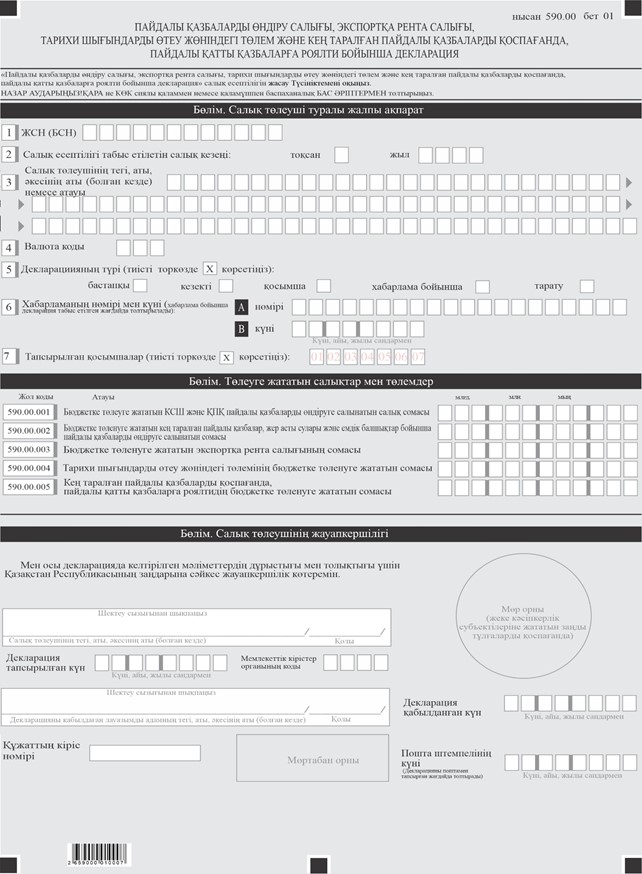 нысан 590.00 бет 01
ПАЙДАЛЫ ҚАЗБАЛАРДЫ ӨНДІРУ САЛЫҒЫ, ЭКСПОРТҚА РЕНТА САЛЫҒЫ,
ТАРИХИ ШЫҒЫНДАРДЫ ӨТЕУ ЖӨНІНДЕГІ ТӨЛЕМ ЖӘНЕ КЕҢ ТАРАЛҒАН ПАЙДАЛЫ ҚАЗБАЛАРДЫ ҚОСПАҒАНДА,
ПАЙДАЛЫ ҚАТТЫ ҚАЗБАЛАРҒА РОЯЛТИ БОЙЫНША ДЕКЛАРАЦИЯ
«Пайдалы қазбаларды өндіру салығы, экспортқа рента салығы, тарихи шығындарды өтеу жөніндегі төлем және кең таралған пайдалы қазбаларды қоспағанда,
пайдалы қатты қазбаларға роялти бойынша декларация» салық есептілігін жасау Түсініктемені оқыңыз.
НАЗАР АУДАРЫҢЫЗ!ҚАРА не КӨК сиялы қаламмен немесе қаламұшпен баспаханалық БАС ӘРІПТЕРМЕН толтырыңыз.
Бөлім. Салық төлеуші туралы жалпы ақпарат
1 ЖСН (БСН)
2 Салық есептілігі табыс етілетін салық кезеңі: тоқсан жыл
3 Салық төлеушінің тегі, аты,
әкесінің аты (болған кезде)
немесе атауы
4 Валюта коды
5 Декларациияның түрі (тиісті торкөзде X көрсетіңіз):
бастапқы кезекті қосымша хабарлама бойынша тарату
6 Хабарламаның нөмірі мен күні (хабарлама бойынша
декларация табыс етілген жағдайда толтырылады):
A нөмірі
B күні
Күні, айы, жылы сандармен
7 Тапсырылған қосымшалар (тиісті торкөзде X көрсетіңіз): 01 02 03 04 05 06 07
Бөлім. Төлеуге жататын салықтар мен төлемдер
Жол коды Атауы млрд млн мың
590.00.001 Бюджетке төлеуге жататын КСШ және ҚПҚ пайдалы қазбаларды өндіруге салынатын салық сомасы
590.00.002 Бюджетке төленуге жататын кең таралған пайдалы қазбалар, жер асты сулары және емдік балшықтар бойынша
пайдалы қазбаларды өндіруге салынатын сомасы
590.00.003 Бюджетке төленуге жататын экспортқа рента салығының сомасы
590.00.004 Тарихи шығындарды өтеу жөніндегі төлемінің бюджетке төленуге жататын сомасы
590.00.005 Кең таралған пайдалы қазбаларды қоспағанда,
пайдалы қатты қазбаларға роялтидің бюджетке төленуге жататын сомасы
Бөлім. Салық төлеушінің жауапкершілігі
Мен осы декларацияда келтірілген мәліметтердің дұрыстығы мен толықтығы үшін
Қазақстан Республикасының заңдарына сәйкес жауапкершілік көтеремін.
Мөр орны
(жеке кәсіпкерлік
субъектілеріне жататын заңды
тұлғаларды қоспағанда)
Шектеу сызығынан шықпаңыз
Салық төлеушінің тегі, аты, әкесінің аты (болған кезде) Қолы
Декларация
тапсырылған күн
Күні, айы, жылы сандармен
Мемлекеттік кірістер
органының коды
Шектеу сызығынан шықпаңыз
Декларацияны қабылдаған лауазымды адамның тегі, аты, әкесінің аты (болған кезде) Қолы
Декларация
қабылданған күн
Күні, айы, жылы сандармен
Құжаттың кіріс
нөмірі
Мөртабан орны
Пошта штемпелінің
күні
(Декларацияны поштамен
тапсырған жағдайда толтырады)
Күні, айы, жылы сандармен